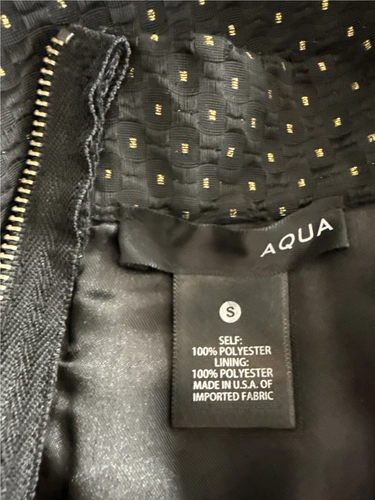 AQUA
S
SELF:
100% POLYESTER
LINING:
100% POLYESTER
MADE IN U.S.A. OF
IMPORTED FABRIC